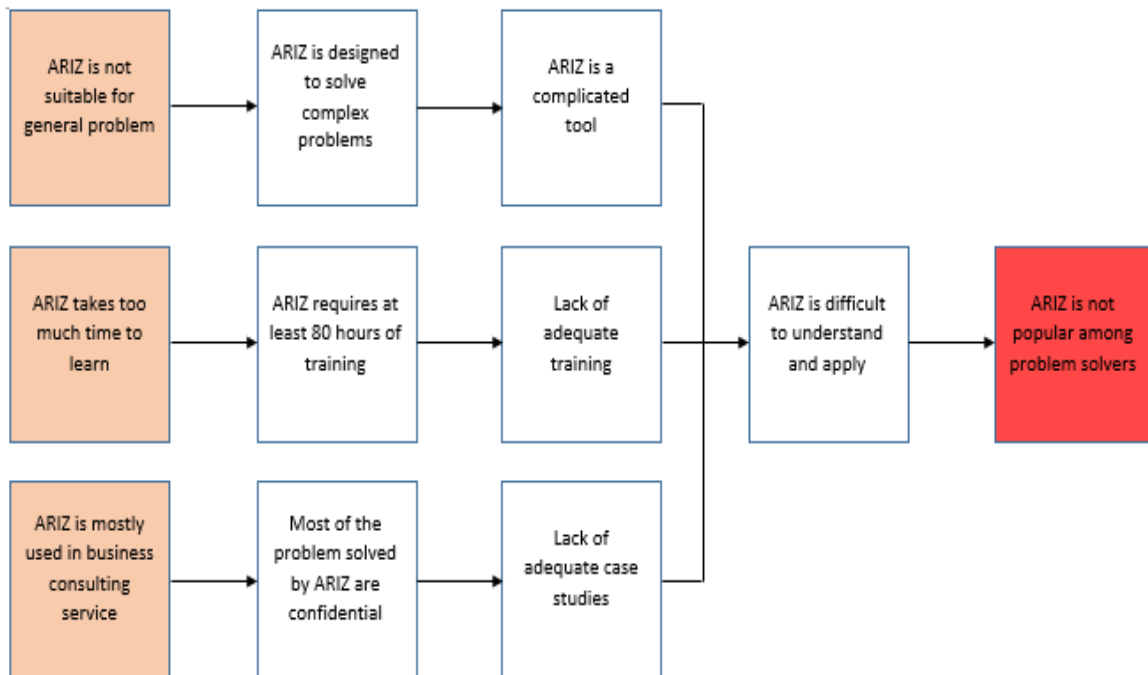 ARIZ is not
suitable for
general problem
ARIZ is designed
to solve
complex
problems
ARIZ is a
complicated
tool
ARIZ takes too
much time to
learn
ARIZ requires at
least 80 hours of
training
Lack of
adequate
training
ARIZ is difficult
to understand
and apply
ARIZ is not
popular among
problem solvers
ARIZ is mostly
used in business
consulting
service
Most of the
problem solved
by ARIZ are
confidential
Lack of
adequate case
studies